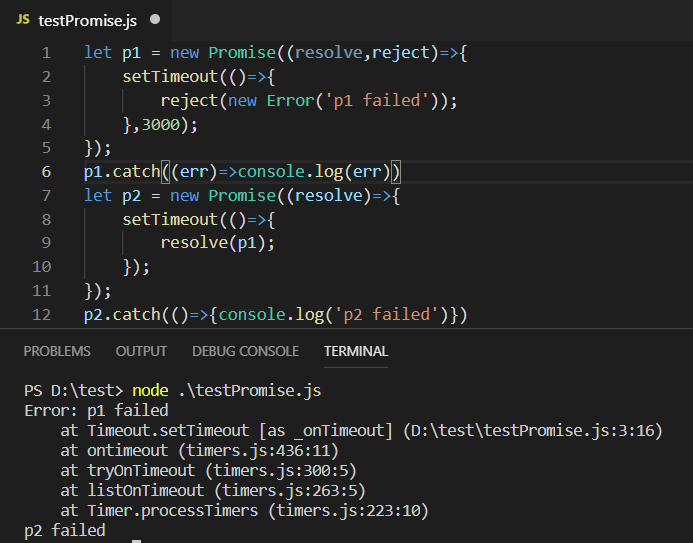 JS testPromise.js
1 let p1 = new Promise((resolve,reject)=>{
2 setTimeout(()=>{
3 reject(new Error('p1 failed'));
4 },3000);
5 });
6 p1.catch((err)=>console.log(err))
7 let p2 = new Promise((resolve)=>{
8 setTimeout(()=>{
9 resolve(p1);
10 });
11 });
12 p2.catch(()=>{console.log('p2 failed')})
PROBLEMS OUTPUT DEBUG CONSOLE TERMINAL
PS D:\test> node .\testPromise.js
Error: p1 failed
at Timeout.setTimeout [as _onTimeout] (D:\test\testPromise.js:3:16)
at ontimeout (timers.js:436:11)
at tryOnTimeout (timers.js:300:5)
at listOnTimeout (timers.js:263:5)
at Timer.processTimers (timers.js:223:10)
p2 failed